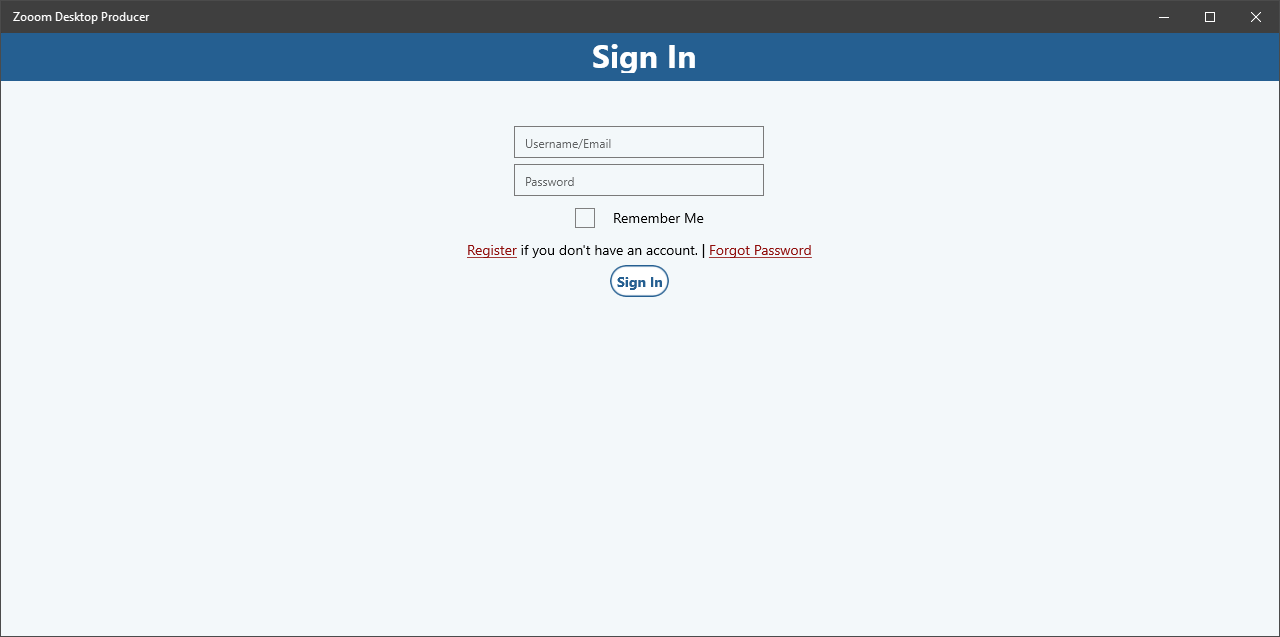 Zooom Desktop Producer
Sign In
Username/Email
Password
Remember Me
Register if you don't have an account. | Forgot Password
Sign In